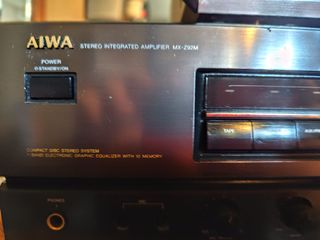 AIWA STEREO INTEGRATED AMPLIFIER MX-Z92M
POWER
STANDBY/ON
TAPE
COMPACT DISC STEREO SYSTEM
BAND ELECTRONIC GRAPHIC EQUALIZER WITH 10 MEMORY
PHONES